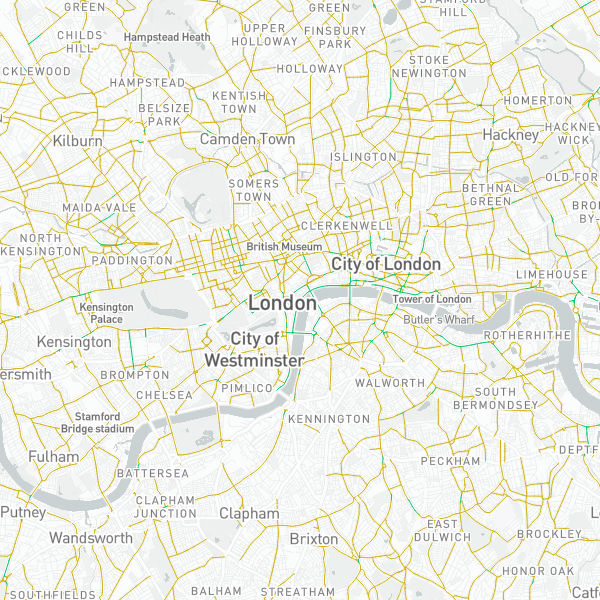 GREEN
STAMFORD
HILL
CHILDS
HILL
Hampstead Heath
UPPER
HOLLOWAY
FINSBURY
PARK
CKLEWOOD
HAMPSTEAD
HOLLOWAY
STOKE
NEWINGTON
BELSIZE
PARK
KENTISH
TOWN
HOMERTON
Kilburn
Camden Town
Hackney
HACKNEY
WICK
ISLINGTON
SOMERS
TOWN
BETHNAL
GREEN
OLD FOR
MAIDA VALE
BRO
BY-
CLERKENWELL
NORTH
KENSINGTON
PADDINGTON
British Museum
City of London
LIMEHOUSE
Kensington
Palace
London
Tower of London
Butler's Wharf
ROTHERHITHE
Kensington
City of
Westminster
ersmith
BROMPTON
CHELSEA
PIMLICO
WALWORTH
SOUTH
BERMONDSEY
Stamford
Bridge stadium
KENNINGTON
Fulham
BATTERSEA
PECKHAM
DEPTF
Putney
CLAPHAM
JUNCTION
Clapham
Wandsworth
Brixton
EAST
DULWICH
BROCKLEY
L
HONOR OAK
SOUTHFIELDS
BALHAM
STREATHAM
Catf